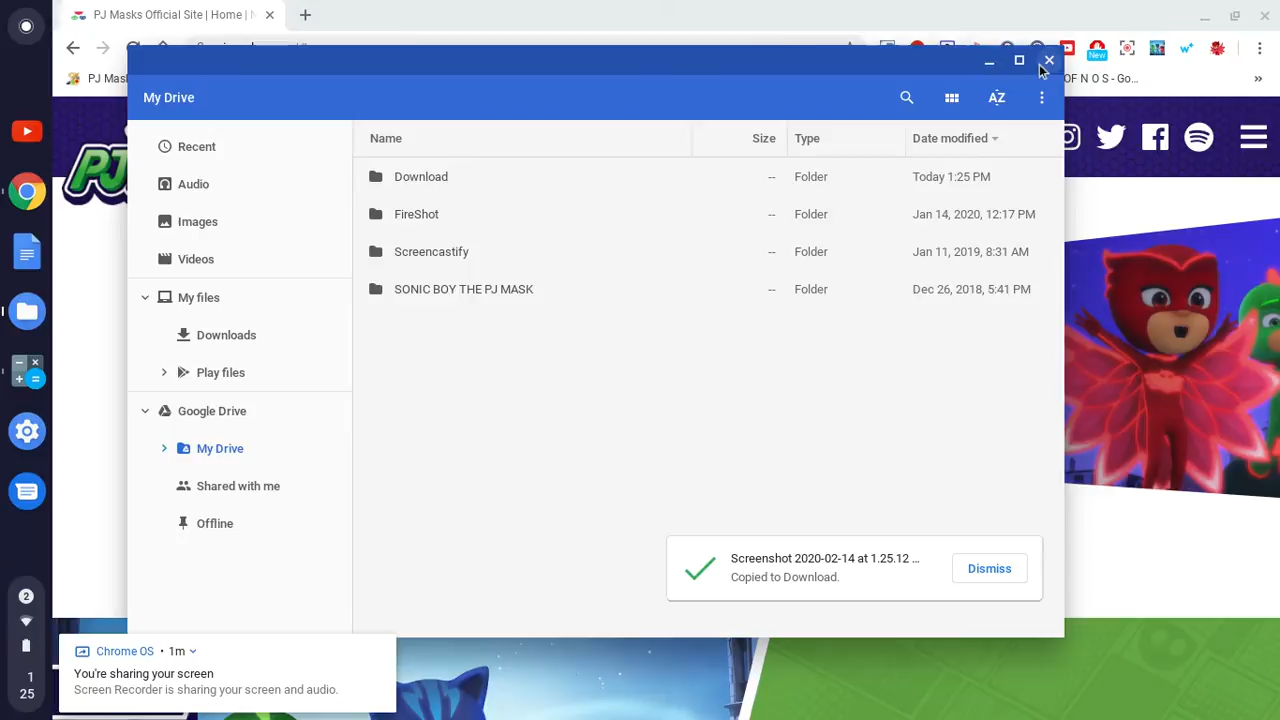 PJ Masks Official Site | Home |
New
PJ Mas
OF N O S - Go...
»
My Drive
AZ
Recent
Audio
Images
Videos
My files
Downloads
Play files
Google Drive
My Drive
Shared with me
Offline
Name Size Type Date modified
Download -- Folder Today 1:25 PM
FireShot -- Folder Jan 14, 2020, 12:17 PM
Screencastify -- Folder Jan 11, 2019, 8:31 AM
SONIC BOY THE PJ MASK -- Folder Dec 26, 2018, 5:41 PM
Screenshot 2020-02-14 at 1.25.12 ...
Copied to Download.
Dismiss
PJ
2
1
25
Chrome OS • 1m
You're sharing your screen
Screen Recorder is sharing your screen and audio.